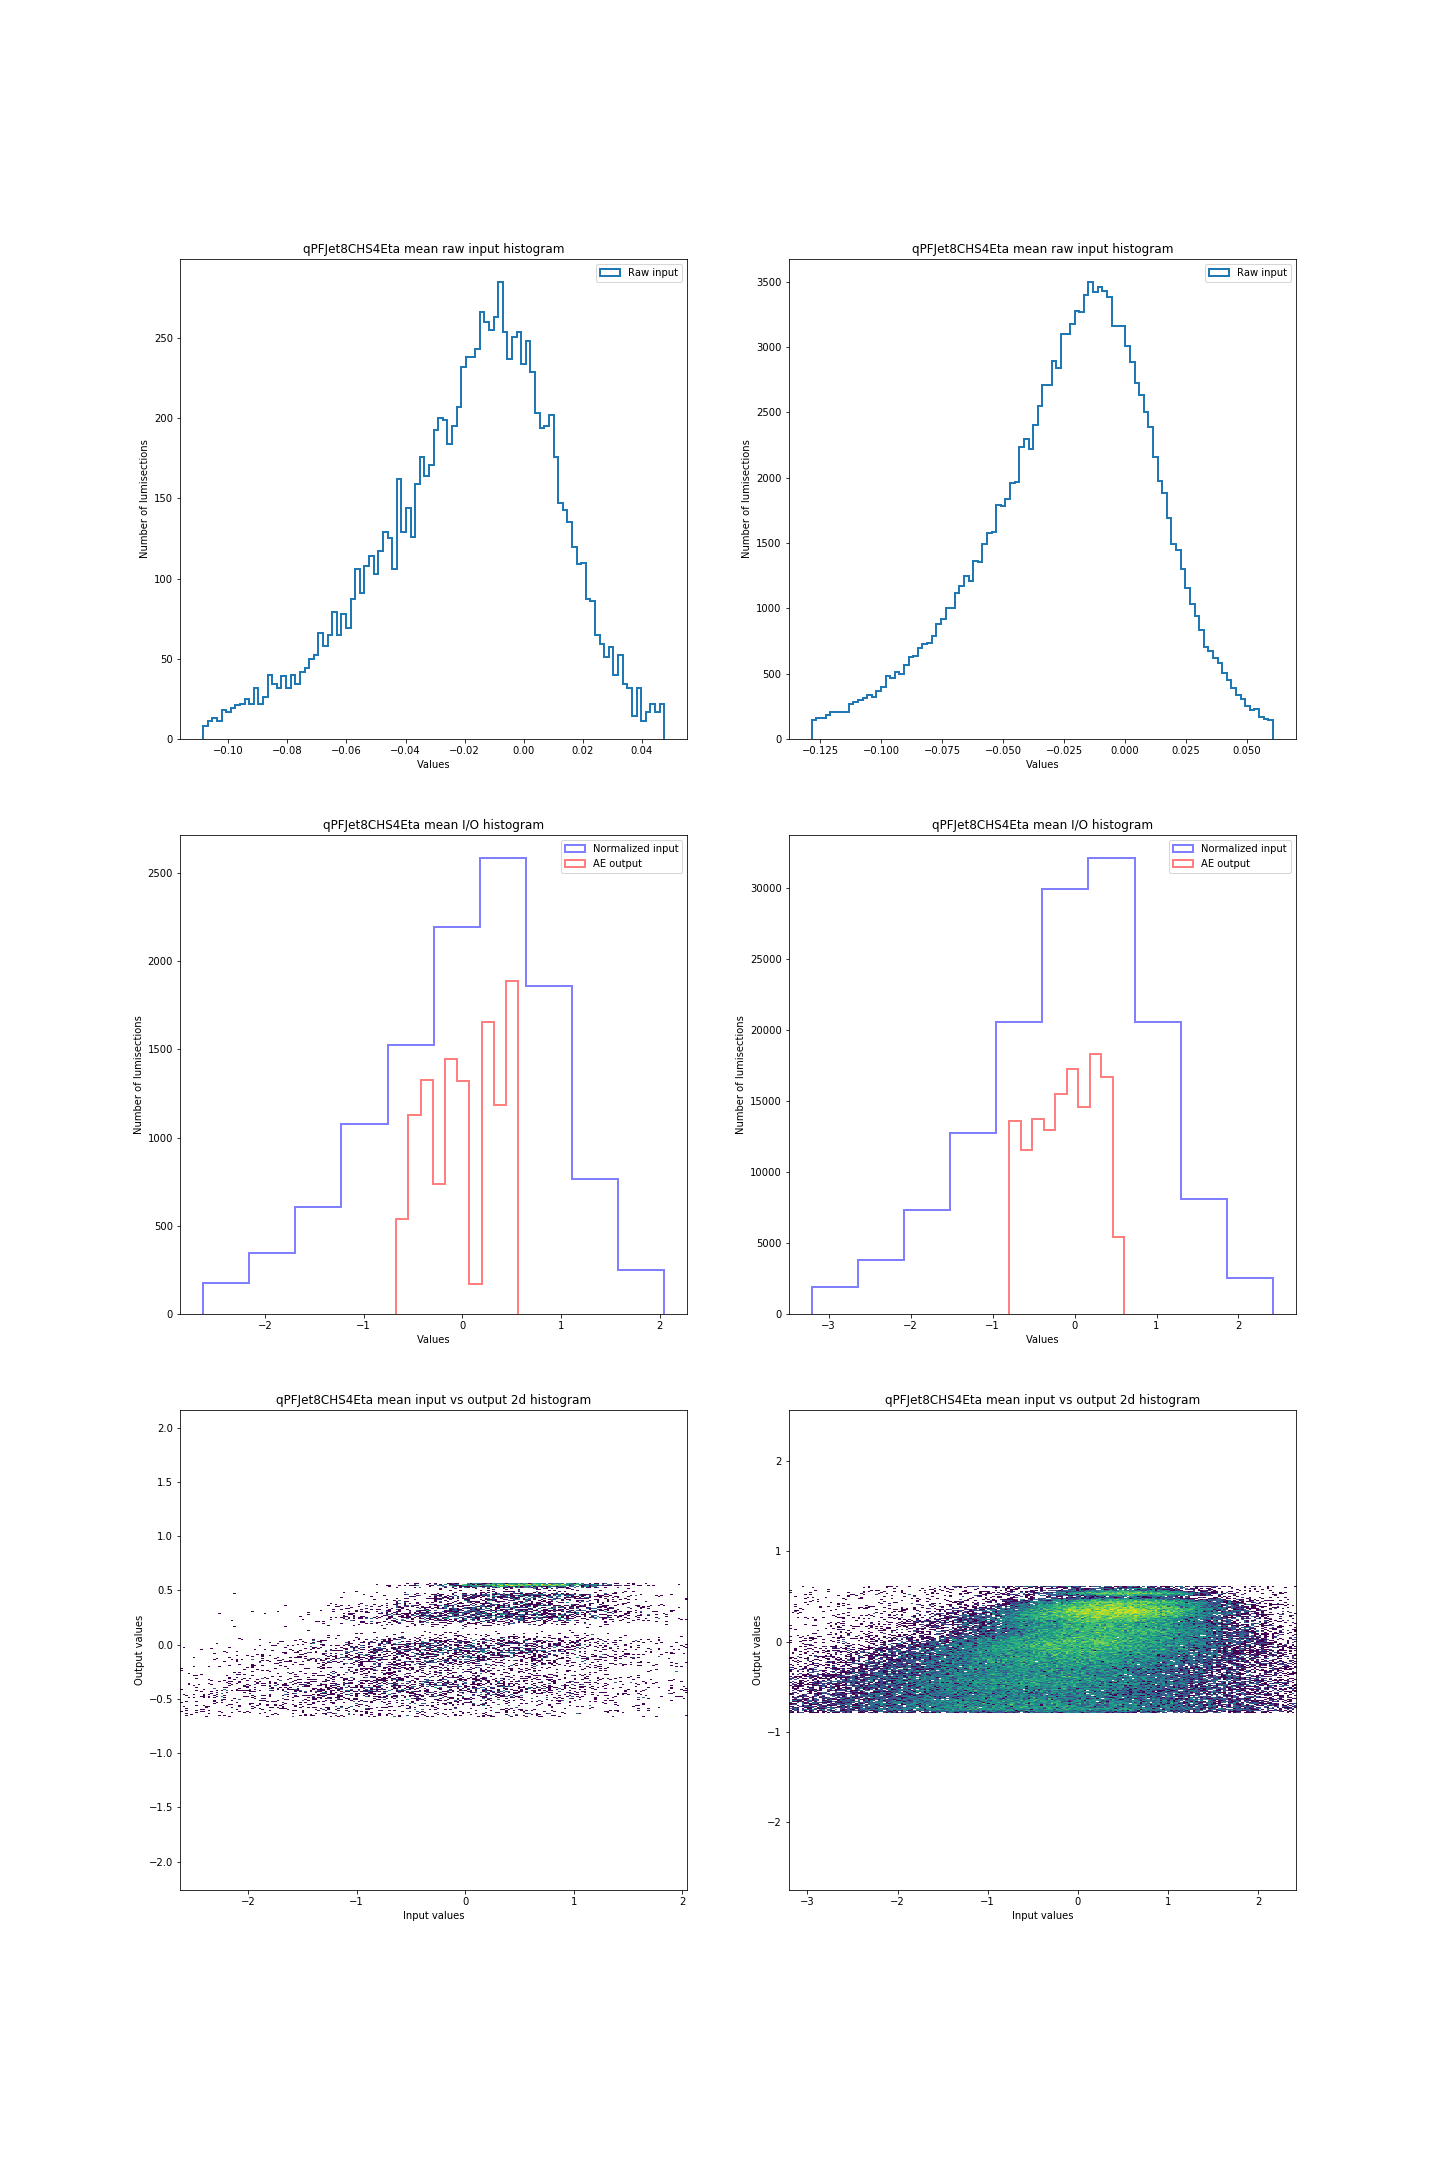 qPFJet8CHS4Eta mean raw input histogram
Raw input
Number of lumisections
250
200
150
100
50
0
−0.10 −0.08 −0.06 −0.04 −0.02 0.00 0.02 0.04
Values
qPFJet8CHS4Eta mean raw input histogram
Raw input
Number of lumisections
3500
3000
2500
2000
1500
1000
500
0
−0.125 −0.100 −0.075 −0.050 −0.025 0.000 0.025 0.050
Values
qPFJet8CHS4Eta mean I/O histogram
Normalized input
AE output
Number of lumisections
2500
2000
1500
1000
500
0
−2 −1 0 1 2
Values
qPFJet8CHS4Eta mean I/O histogram
Normalized input
AE output
Number of lumisections
30000
25000
20000
15000
10000
5000
0
−3 −2 −1 0 1 2
Values
qPFJet8CHS4Eta mean input vs output 2d histogram
Output values
2.0
1.5
1.0
0.5
0.0
−0.5
−1.0
−1.5
−2.0
−2 −1 0 1 2
Input values
qPFJet8CHS4Eta mean input vs output 2d histogram
Output values
2
1
0
−1
−2
−3 −2 −1 0 1 2
Input values